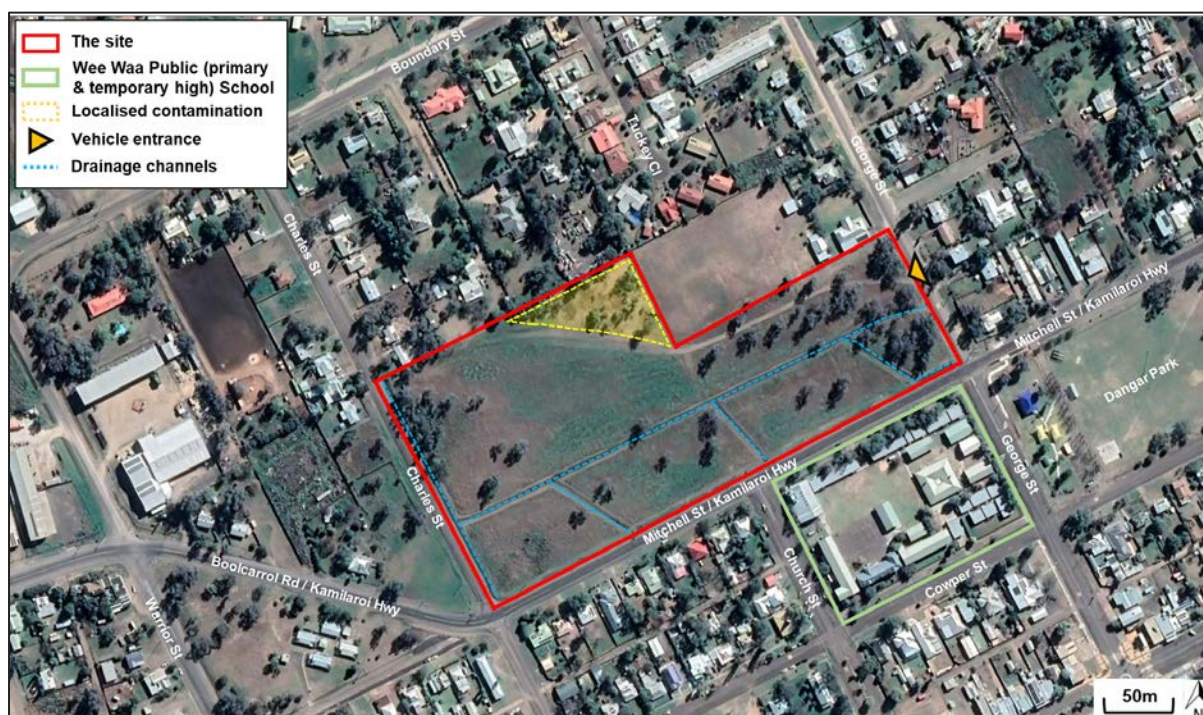 The site
Wee Waa Public (primary
& temporary high) School
Localised contamination
Vehicle entrance
Drainage channels
Boundary St
Tuckey Cl
George St
Charles St
Mitchell St / Kamilaroi Hwy
Dangar Park
Charles St
Mitchell St / Kamilaroi Hwy
George St
Boolcarrol Rd / Kamilaroi Hwy
Church St
Cowper St
50m